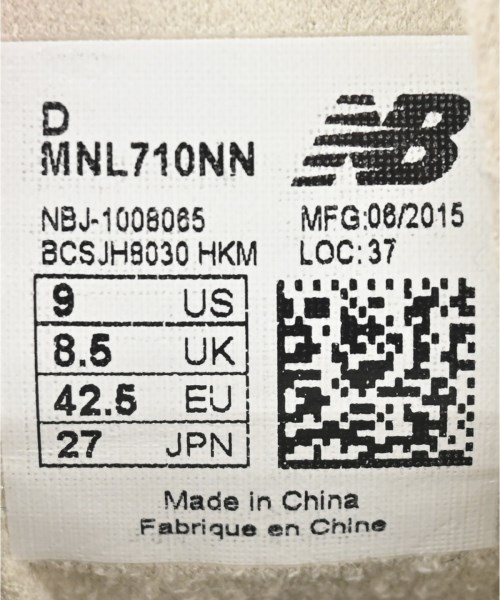 D
MNL710NN
NB
NBJ-1008065
BCSJH8030 HKM
MFG:06/2015
LOC:37
9 US
8.5 UK
42.5 EU
27 JPN
Made in China
Fabrique en Chine